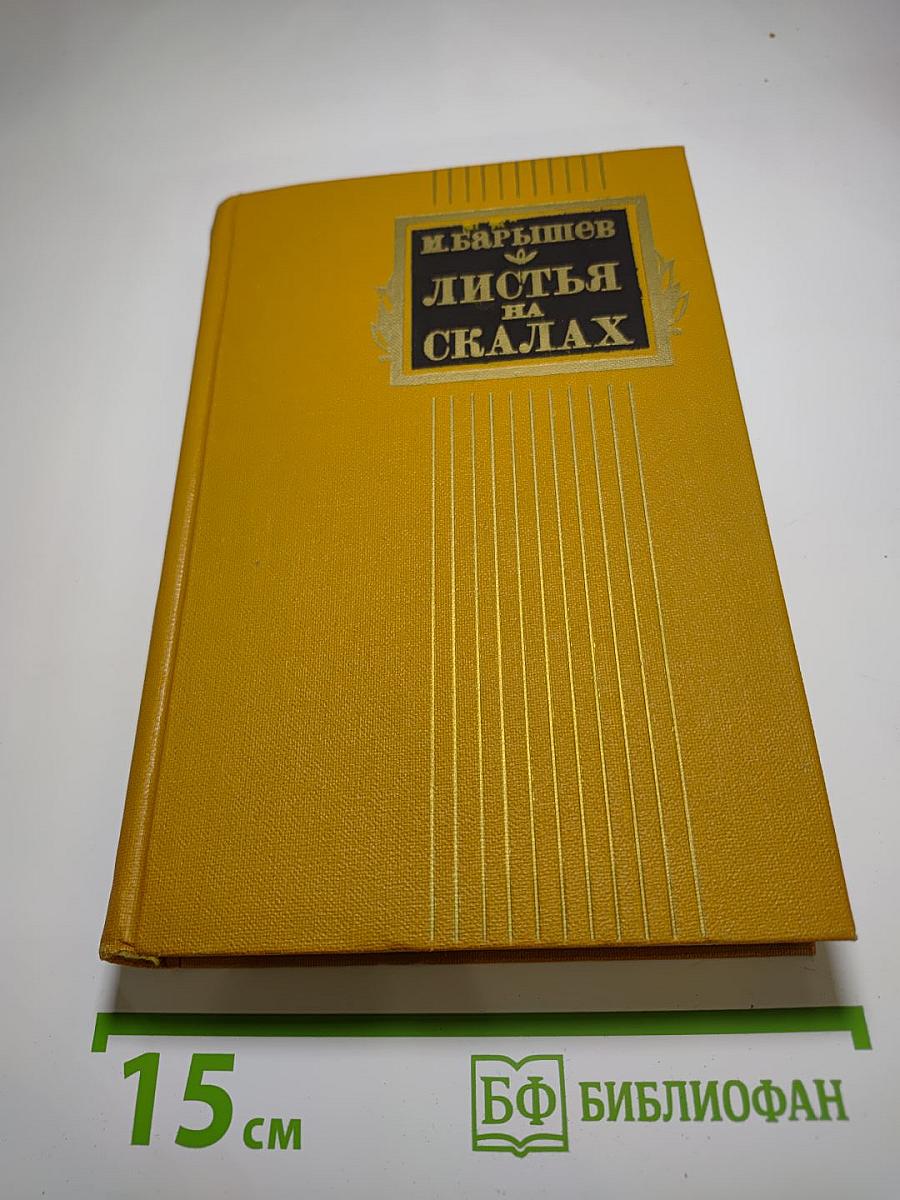 М. БАРЫШЕВ
ЛИСТЬЯ
НА
СКАЛАХ
15 см
БФ БИБЛИОФАН